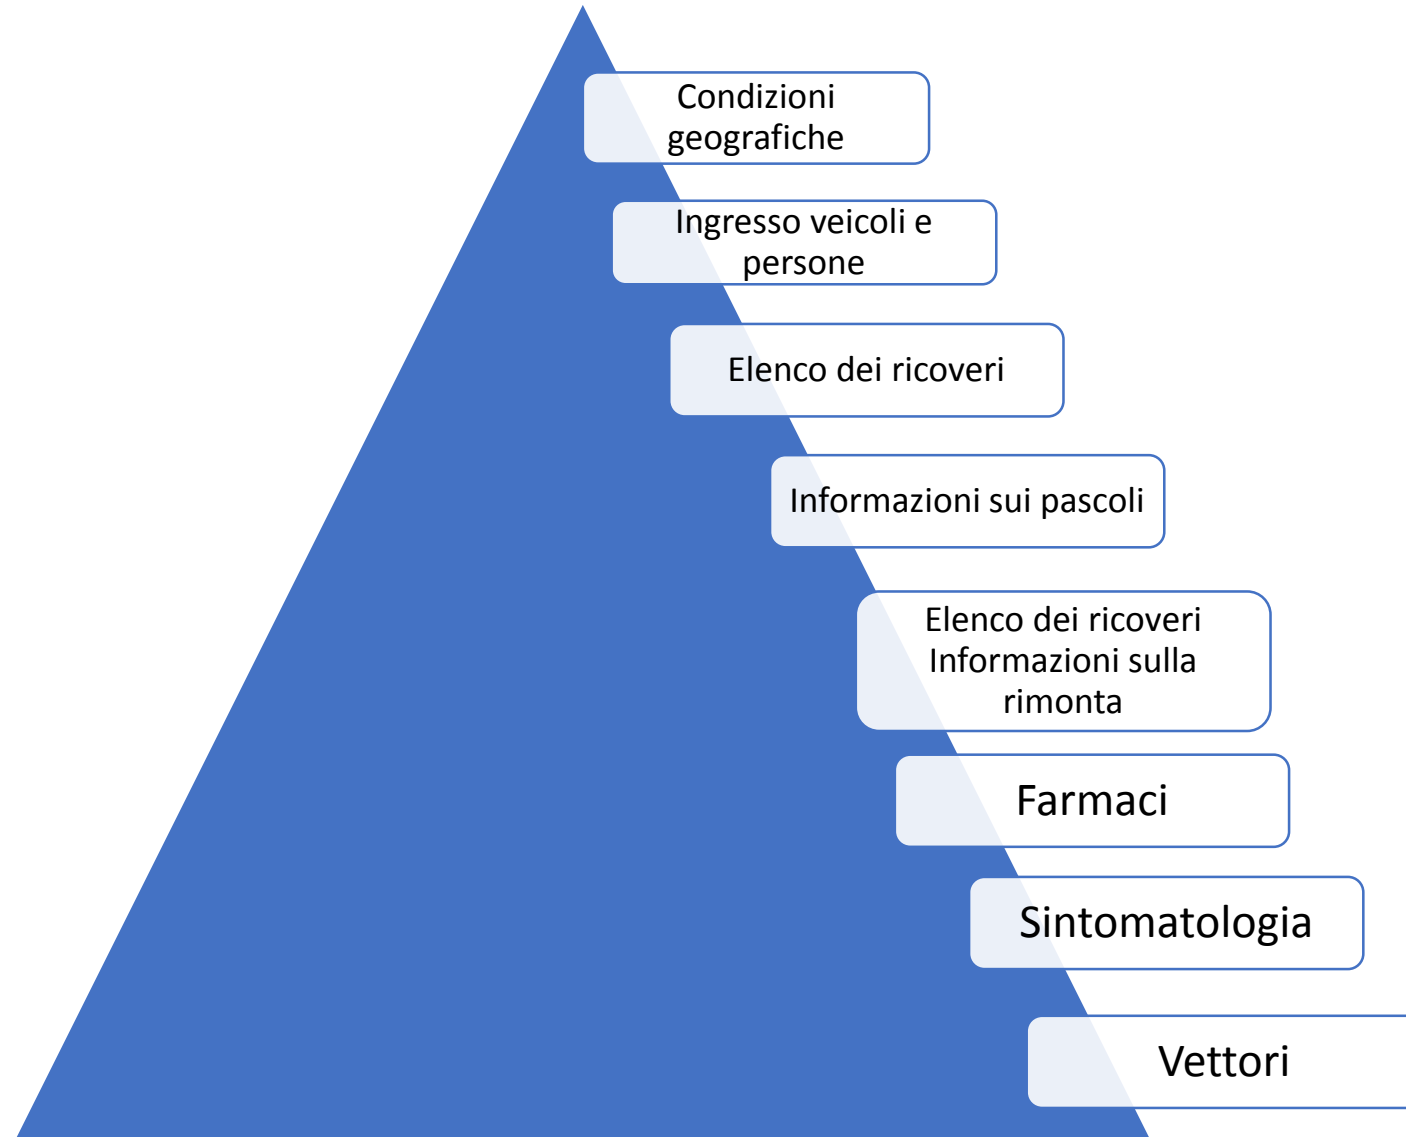 Condizioni
geografiche
Ingresso veicoli e
persone
Elenco dei ricoveri
Informazioni sui pascoli
Elenco dei ricoveri
Informazioni sulla
rimonta
Farmaci
Sintomatologia
Vettori